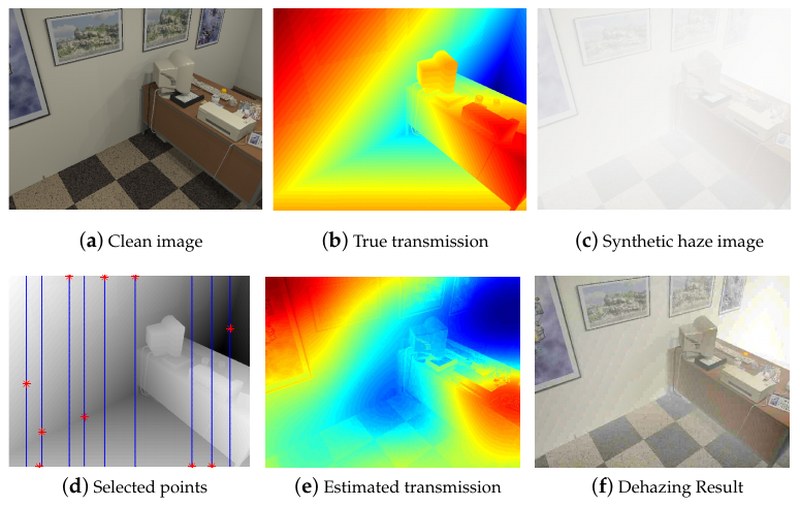 (a) Clean image
(b) True transmission
(c) Synthetic haze image
(d) Selected points
(e) Estimated transmission
(f) Dehazing Result